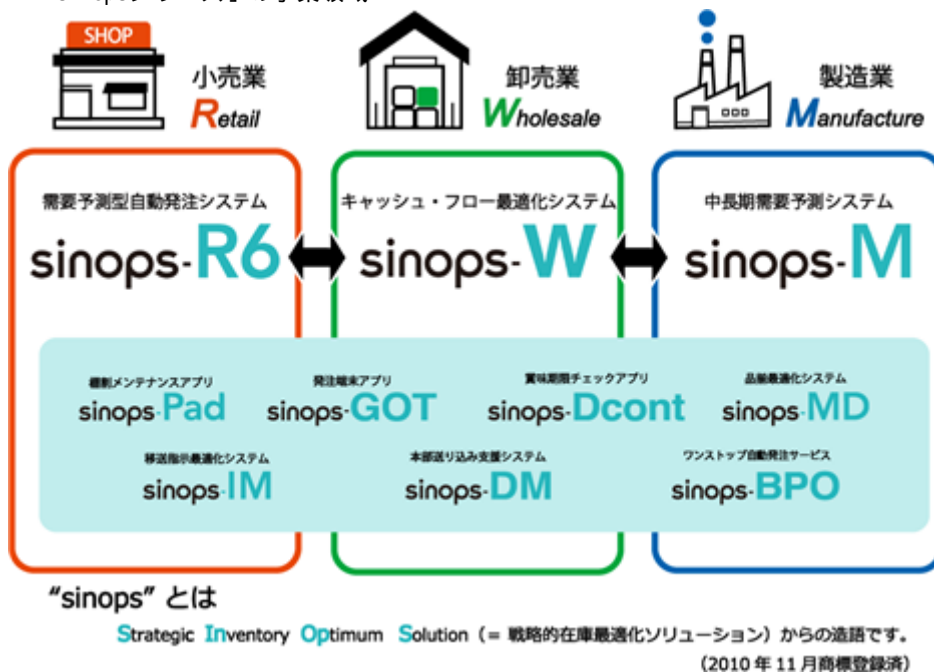 SHOP
小売業
Retail
卸売業
Wholesale
製造業
Manufacture
需要予測型自動発注システム
sinops-R6
キャッシュ・フロー最適化システム
sinops-W
中長期需要予測システム
sinops-M
棚割メンテナンスアプリ
sinops-Pad
発注端末アプリ
sinops-GOT
賞味期限チェックアプリ
sinops-Dcont
品揃最適化システム
sinops-MD
移送指示最適化システム
sinops-IM
本部送り込み支援システム
sinops-DM
ワンストップ自動発注サービス
sinops-BPO
“sinops” とは
Strategic Inventory Optimum Solution（= 戦略的在庫最適化ソリューション）からの造語です。
（2010 年 11 月商標登録済）